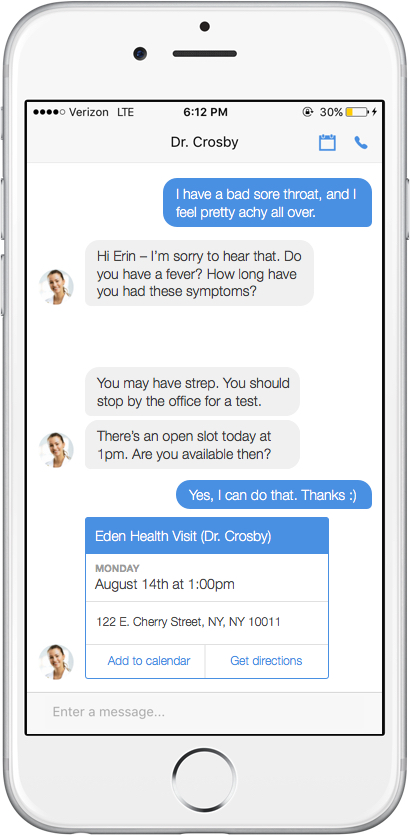 Verizon LTE 6:12 PM 30%
Dr. Crosby
I have a bad sore throat, and I
feel pretty achy all over.
Hi Erin – I'm sorry to hear that. Do
you have a fever? How long have
you had these symptoms?
You may have strep. You should
stop by the office for a test.
There's an open slot today at
1pm. Are you available then?
Yes, I can do that. Thanks :)
Eden Health Visit (Dr. Crosby)
MONDAY
August 14th at 1:00pm
122 E. Cherry Street, NY, NY 10011
Add to calendar Get directions
Enter a message...